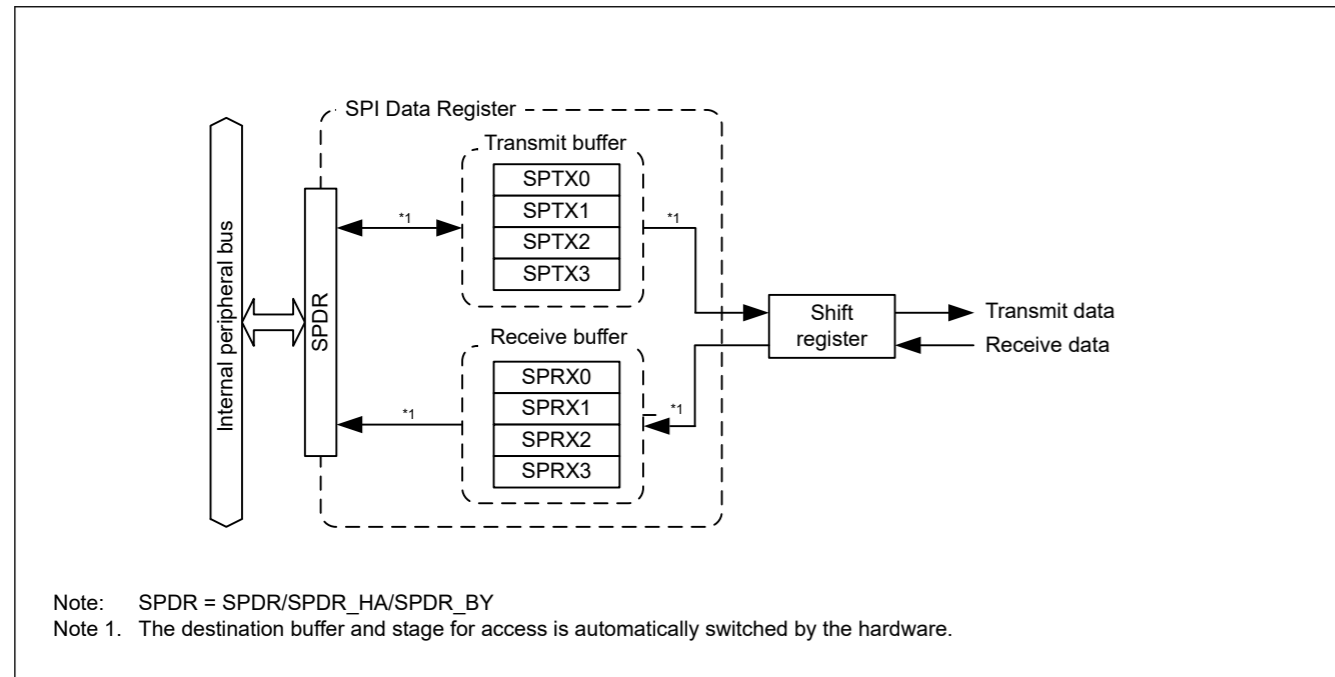 SPI Data Register
Transmit buffer
SPTX0
SPTX1
SPTX2
SPTX3
*1
*1
Internal peripheral bus
SPDR
Shift
register
Transmit data
Receive data
Receive buffer
SPRX0
SPRX1
SPRX2
SPRX3
*1
*1
Note: SPDR = SPDR/SPDR_HA/SPDR_BY
Note 1. The destination buffer and stage for access is automatically switched by the hardware.